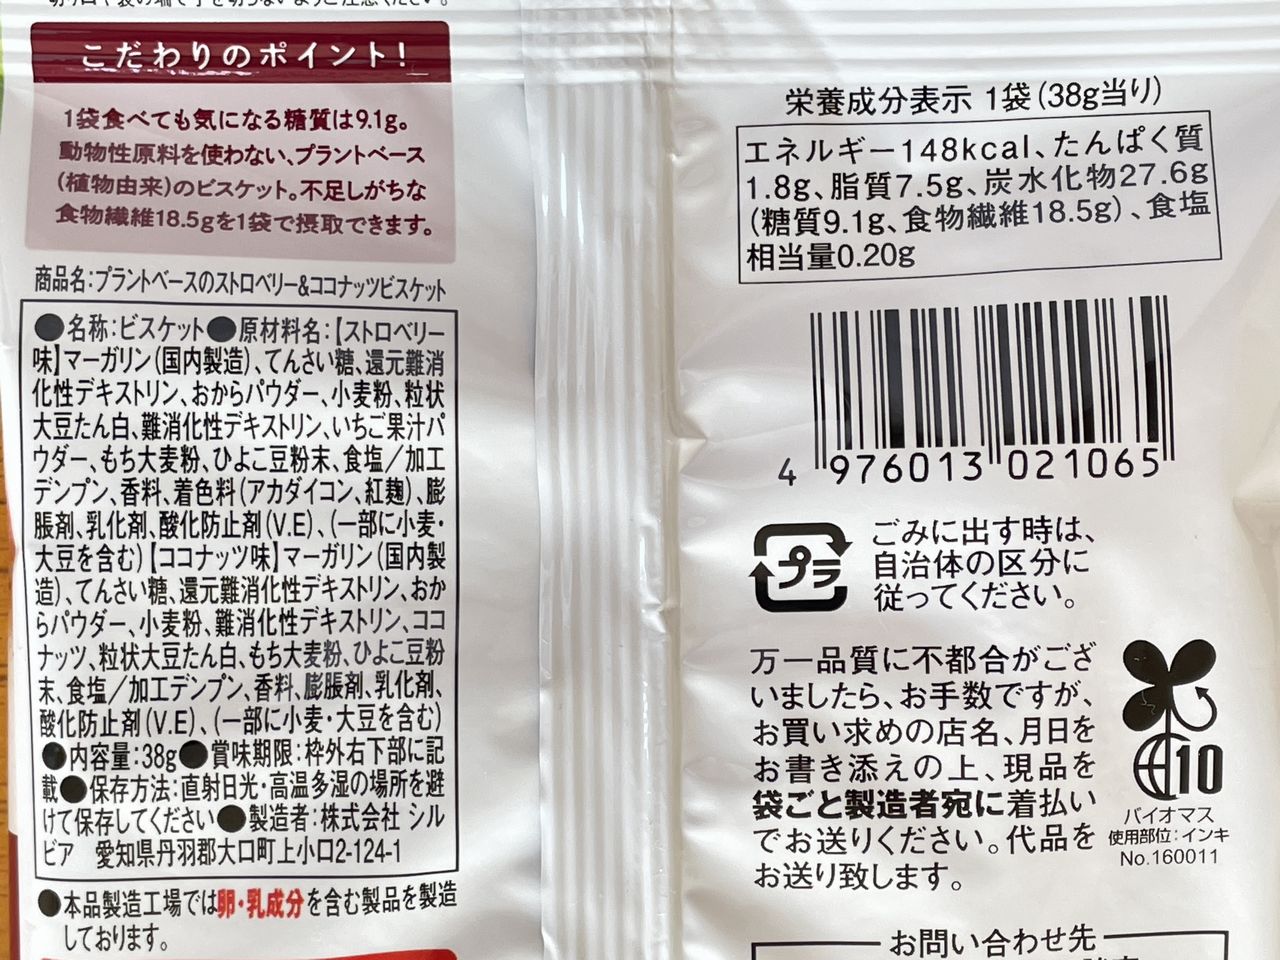 こだわりのポイント!
1袋食べても気になる糖質は9.1g。
動物性原料を使わない、プラントベース
(植物由来)のビスケット。不足しがちな
食物繊維18.5gを1袋で摂取できます。
商品名:プラントベースのストロベリー&ココナッツビスケット
●名称:ビスケット●原材料名:【ストロベリー
味】マーガリン(国内製造)、てんさい糖、還元難消
化性デキストリン、おからパウダー、小麦粉、粒状
大豆たん白、難消化性デキストリン、いちご果汁パ
ウダー、もち大麦粉、ひよこ豆粉末、食塩/加工
デンプン、香料、着色料(アカダイコン、紅麹)、膨
脹剤、乳化剤、酸化防止剤(V.E)、(一部に小麦・
大豆を含む)【ココナッツ味】マーガリン(国内製
造)、てんさい糖、還元難消化性デキストリン、おか
らパウダー、小麦粉、難消化性デキストリン、ココ
ナッツ、粒状大豆たん白、もち大麦粉、ひよこ豆粉
末、食塩/加工デンプン、香料、膨脹剤、乳化剤、
酸化防止剤(V.E)、(一部に小麦・大豆を含む)
●内容量:38g●賞味期限:枠外右下部に記
載●保存方法:直射日光・高温多湿の場所を避
けて保存してください●製造者:株式会社 シル
ビア 愛知県丹羽郡大口町上小口2-124-1
●本品製造工場では卵・乳成分を含む製品を製造
しております。
栄養成分表示 1袋(38g当り)
エネルギー148kcal、たんぱく質
1.8g、脂質7.5g、炭水化物27.6g
(糖質9.1g、食物繊維18.5g)、食塩
相当量0.20g
4 976013 021065
プラ
ごみに出す時は、
自治体の区分に
従ってください。
万一品質に不都合がござ
いましたら、お手数ですが、
お買い求めの店名、月日を
お書き添えの上、現品を
袋ごと製造者宛に着払い
でお送りください。代品を
お送り致します。
10
バイオマス
使用部位:インキ
No.160011
お問い合わせ先